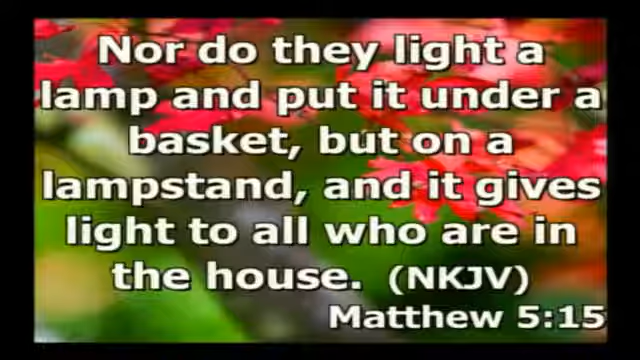 Nor do they light a
lamp and put it under a
basket, but on a
lampstand, and it gives
light to all who are in
the house. (NKJV)
Matthew 5:15